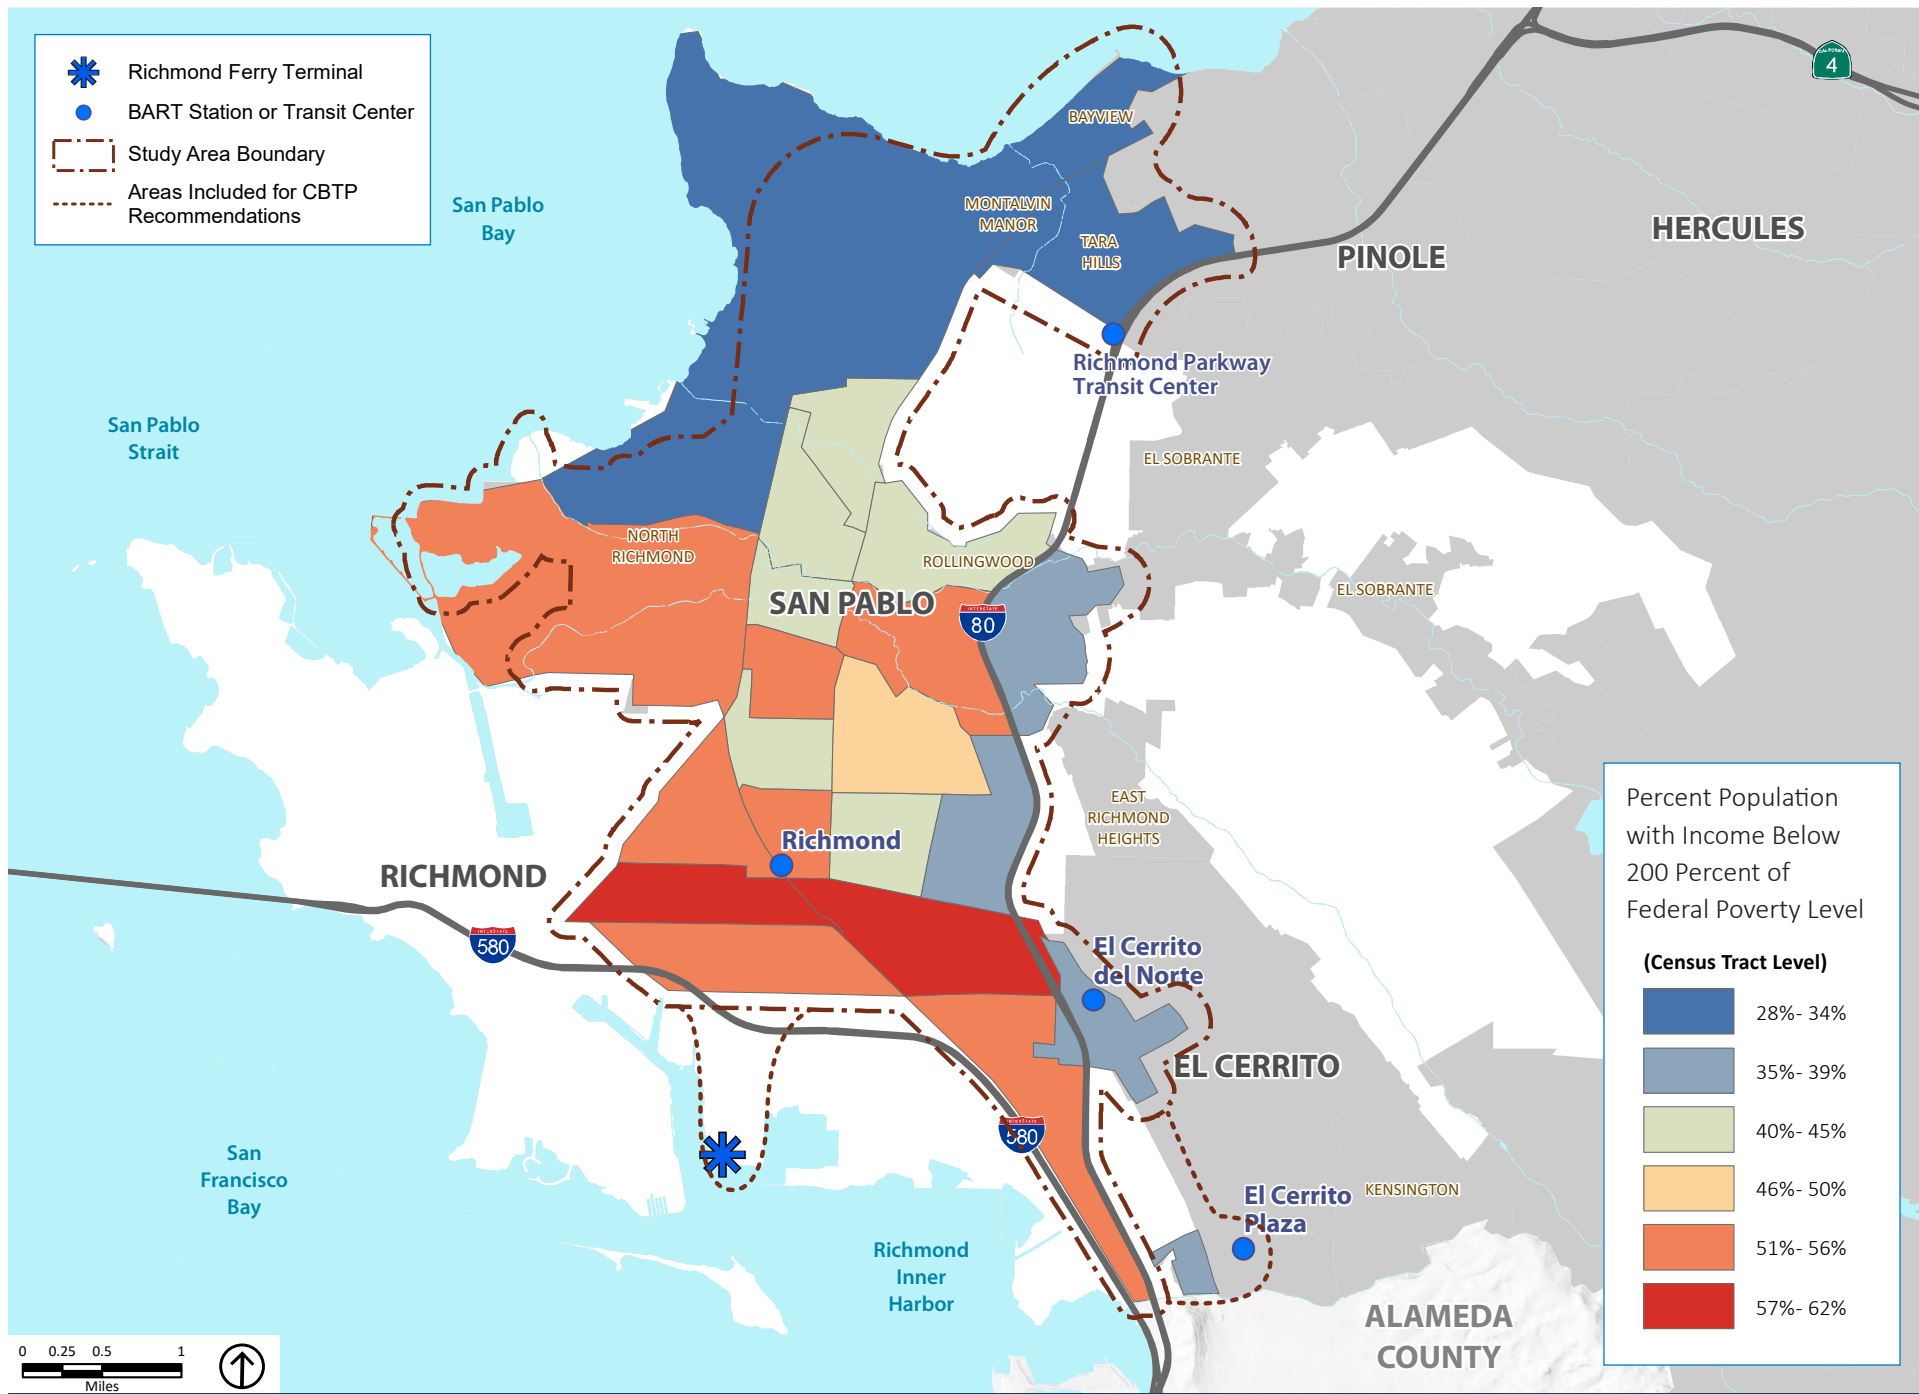 Richmond Ferry Terminal
BART Station or Transit Center
Study Area Boundary
Areas Included for CBTP
Recommendations
CALIFORNIA
4
BAYVIEW
San Pablo
Bay
MONTALVIN
MANOR
TARA
HILLS
PINOLE
HERCULES
Richmond Parkway
Transit Center
San Pablo
Strait
EL SOBRANTE
NORTH
RICHMOND
ROLLINGWOOD
EL SOBRANTE
SAN PABLO
INTERSTATE
80
EAST
RICHMOND
HEIGHTS
Richmond
RICHMOND
INTERSTATE
580
El Cerrito
del Norte
EL CERRITO
INTERSTATE
580
San
Francisco
Bay
KENSINGTON
El Cerrito
Plaza
Richmond
Inner
Harbor
ALAMEDA
COUNTY
Percent Population
with Income Below
200 Percent of
Federal Poverty Level
(Census Tract Level)
28%- 34%
35%- 39%
40%- 45%
46%- 50%
51%- 56%
57%- 62%
0 0.25 0.5 1
Miles